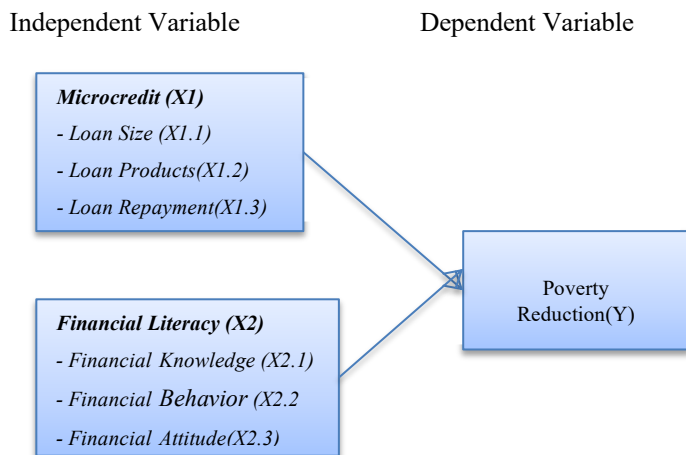 Independent Variable
Dependent Variable
Microcredit (X1)
- Loan Size (X1.1)
- Loan Products(X1.2)
- Loan Repayment(X1.3)
Poverty
Reduction(Y)
Financial Literacy (X2)
- Financial Knowledge (X2.1)
- Financial Behavior (X2.2
- Financial Attitude(X2.3)